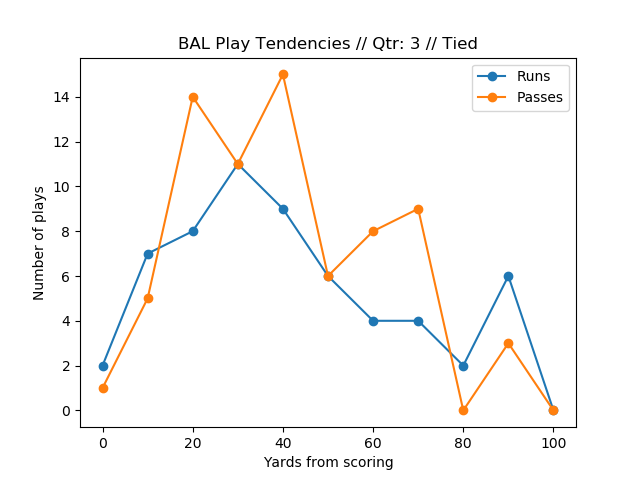 BAL Play Tendencies // Qtr: 3 // Tied
Runs
Passes
14
12
10
8
6
4
2
0
Number of plays
0 20 40 60 80 100
Yards from scoring